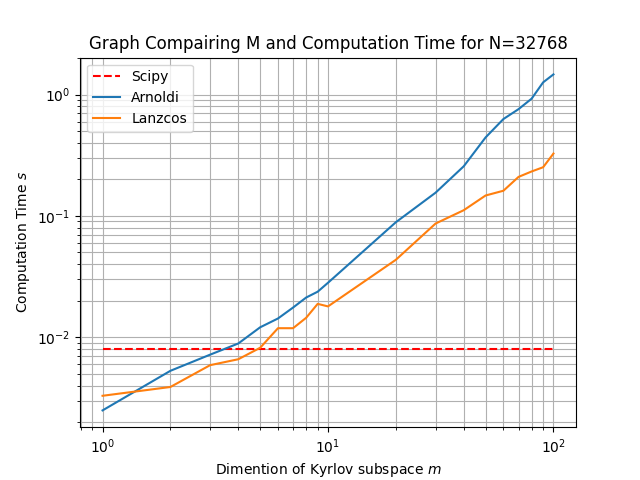 Graph Compairing M and Computation Time for N=32768
Scipy
Arnoldi
Lanzcos
Computation Time s
10⁰
10⁻¹
10⁻²
10⁰
10¹
10²
Dimention of Kyrlov subspace m